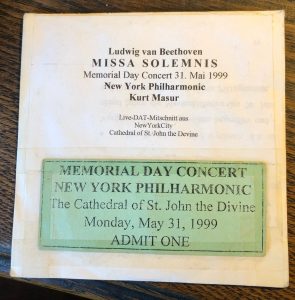 Ludwig van Beethoven
MISSA SOLEMNIS
Memorial Day Concert 31. Mai 1999
New York Philharmonic
Kurt Masur
Live-DAT-Mitschnitt aus
NewYorkCity
Cathedral of St. John the Devine
MEMORIAL DAY CONCERT
NEW YORK PHILHARMONIC
The Cathedral of St. John the Divine
Monday, May 31, 1999
ADMIT ONE